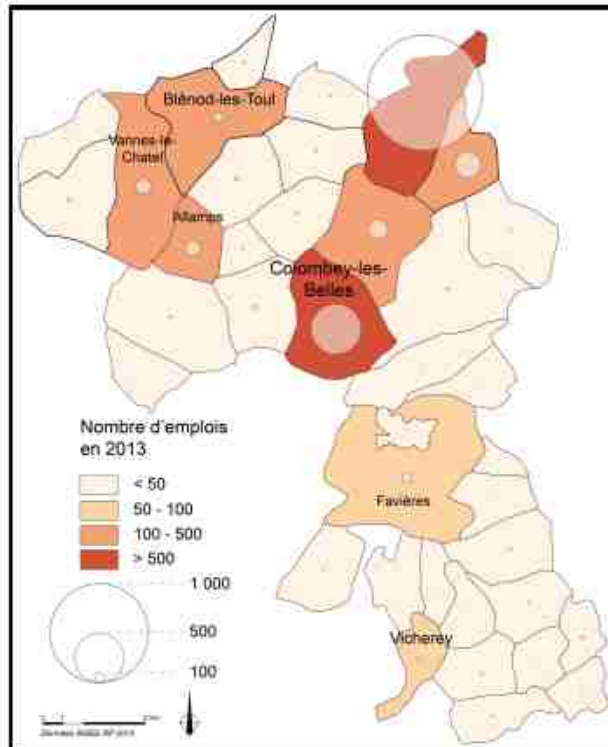 Blénod-les-Toul
Vannes-le-
Chatel
Allamps
Colombey-les-
Belles
Nombre d'emplois
en 2013
< 50
50 - 100
100 - 500
> 500
1 000
500
100
Favières
Vicherey